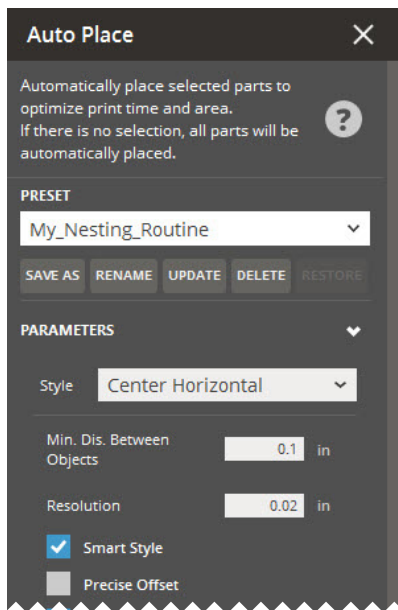 Auto Place
Automatically place selected parts to
optimize print time and area.
If there is no selection, all parts will be
automatically placed.
?
PRESET
My_Nesting_Routine
SAVE AS RENAME UPDATE DELETE RESTORE
PARAMETERS
Style Center Horizontal
Min. Dis. Between
Objects 0.1 in
Resolution 0.02 in
Smart Style
Precise Offset